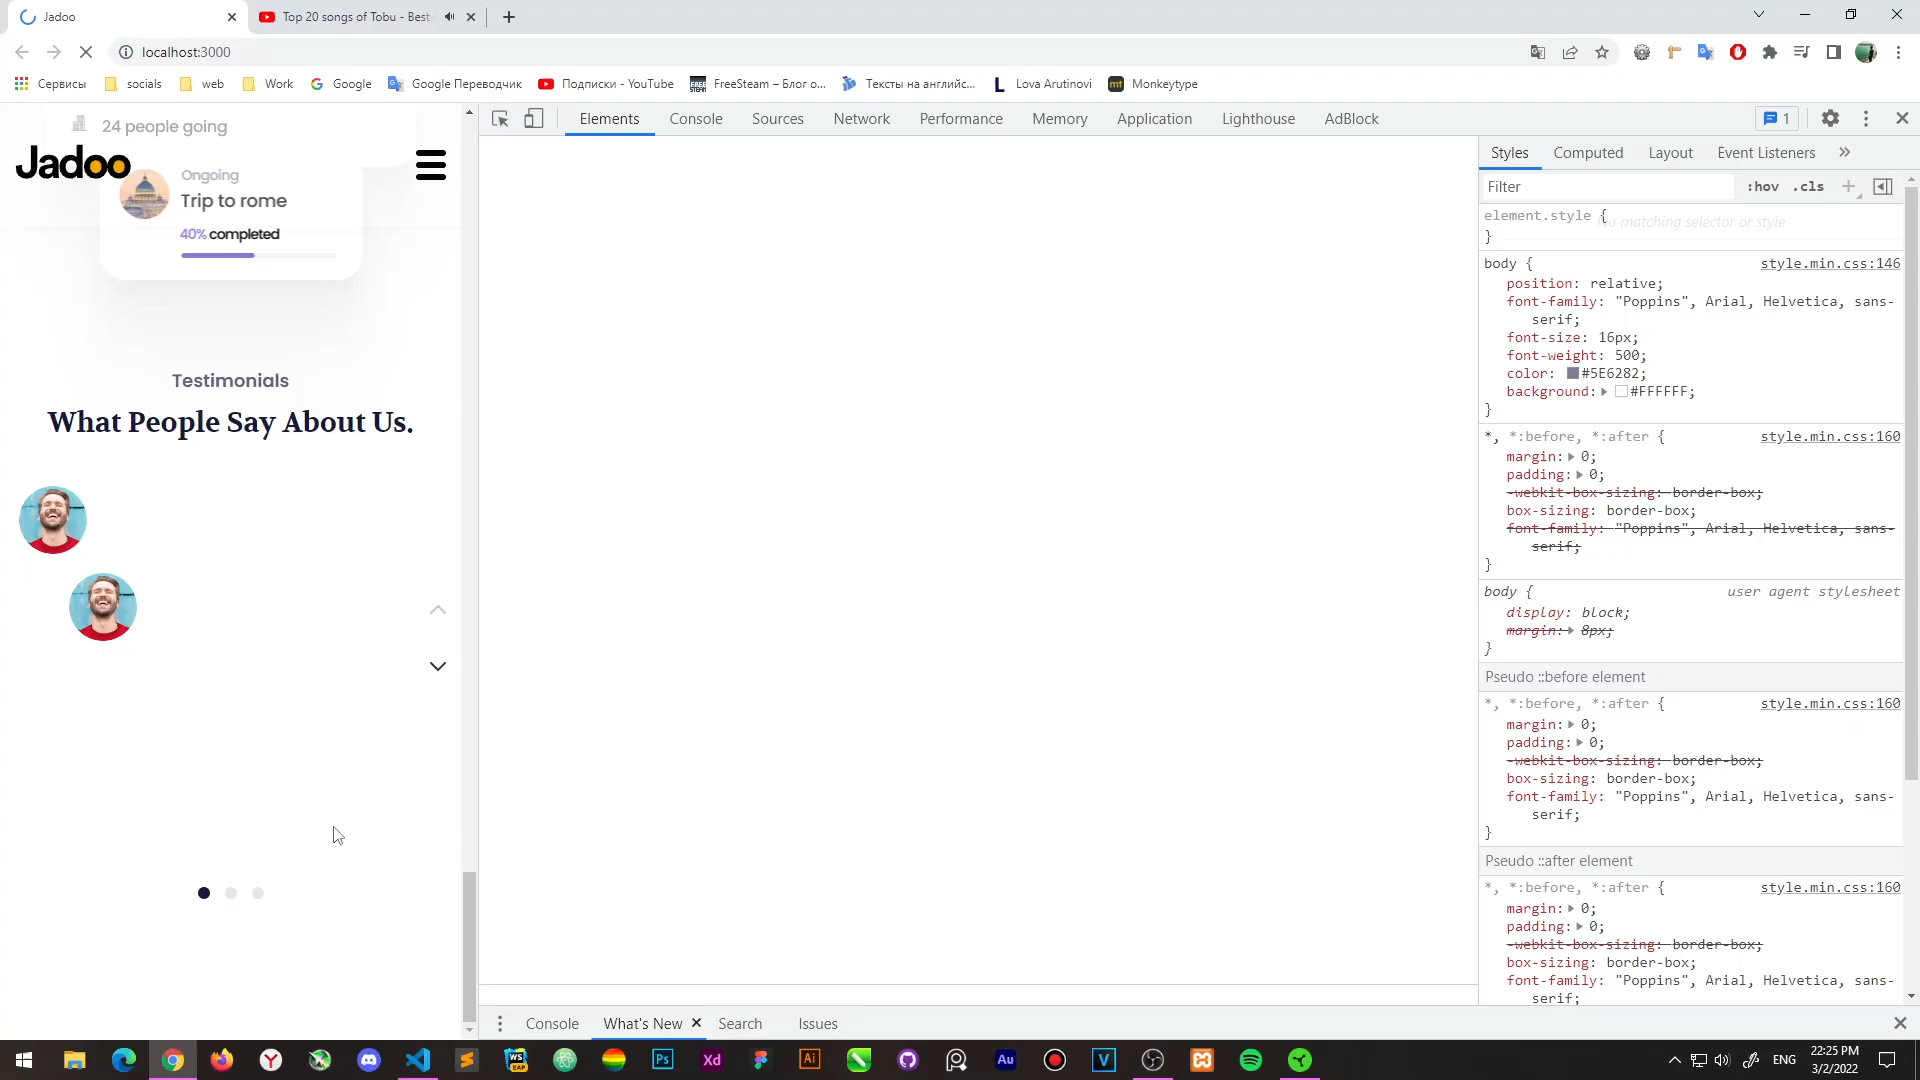 Jadoo
Top 20 songs of Tobu - Best
localhost:3000
Сервисы
socials
web
Work
Google
Google Переводчик
Подписки - YouTube
FreeSteam – Блог о...
Тексты на английс...
Lova Arutinovi
Monkeytype
24 people going
Jadoo
Ongoing
Trip to rome
40% completed
Testimonials
What People Say About Us.
Elements
Console
Sources
Network
Performance
Memory
Application
Lighthouse
AdBlock
1
Styles
Computed
Layout
Event Listeners
Filter
:hov
.cls
element.style {
No matching selector or style
}
body {
style.min.css:146
position: relative;
font-family: "Poppins", Arial, Helvetica, sans-
serif;
font-size: 16px;
font-weight: 500;
color: #5E6282;
background: #FFFFFF;
}
*, *:before, *:after {
style.min.css:160
margin: 0;
padding: 0;
-webkit-box-sizing: border-box;
box-sizing: border-box;
font-family: "Poppins", Arial, Helvetica, sans-
serif;
}
body {
user agent stylesheet
display: block;
margin: 8px;
}
Pseudo ::before element
*, *:before, *:after {
style.min.css:160
margin: 0;
padding: 0;
-webkit-box-sizing: border-box;
box-sizing: border-box;
font-family: "Poppins", Arial, Helvetica, sans-
serif;
}
Pseudo ::after element
*, *:before, *:after {
style.min.css:160
margin: 0;
padding: 0;
-webkit-box-sizing: border-box;
box-sizing: border-box;
font-family: "Poppins", Arial, Helvetica, sans-
serif;
Console
What's New
Search
Issues
ENG
22:25 PM
3/2/2022